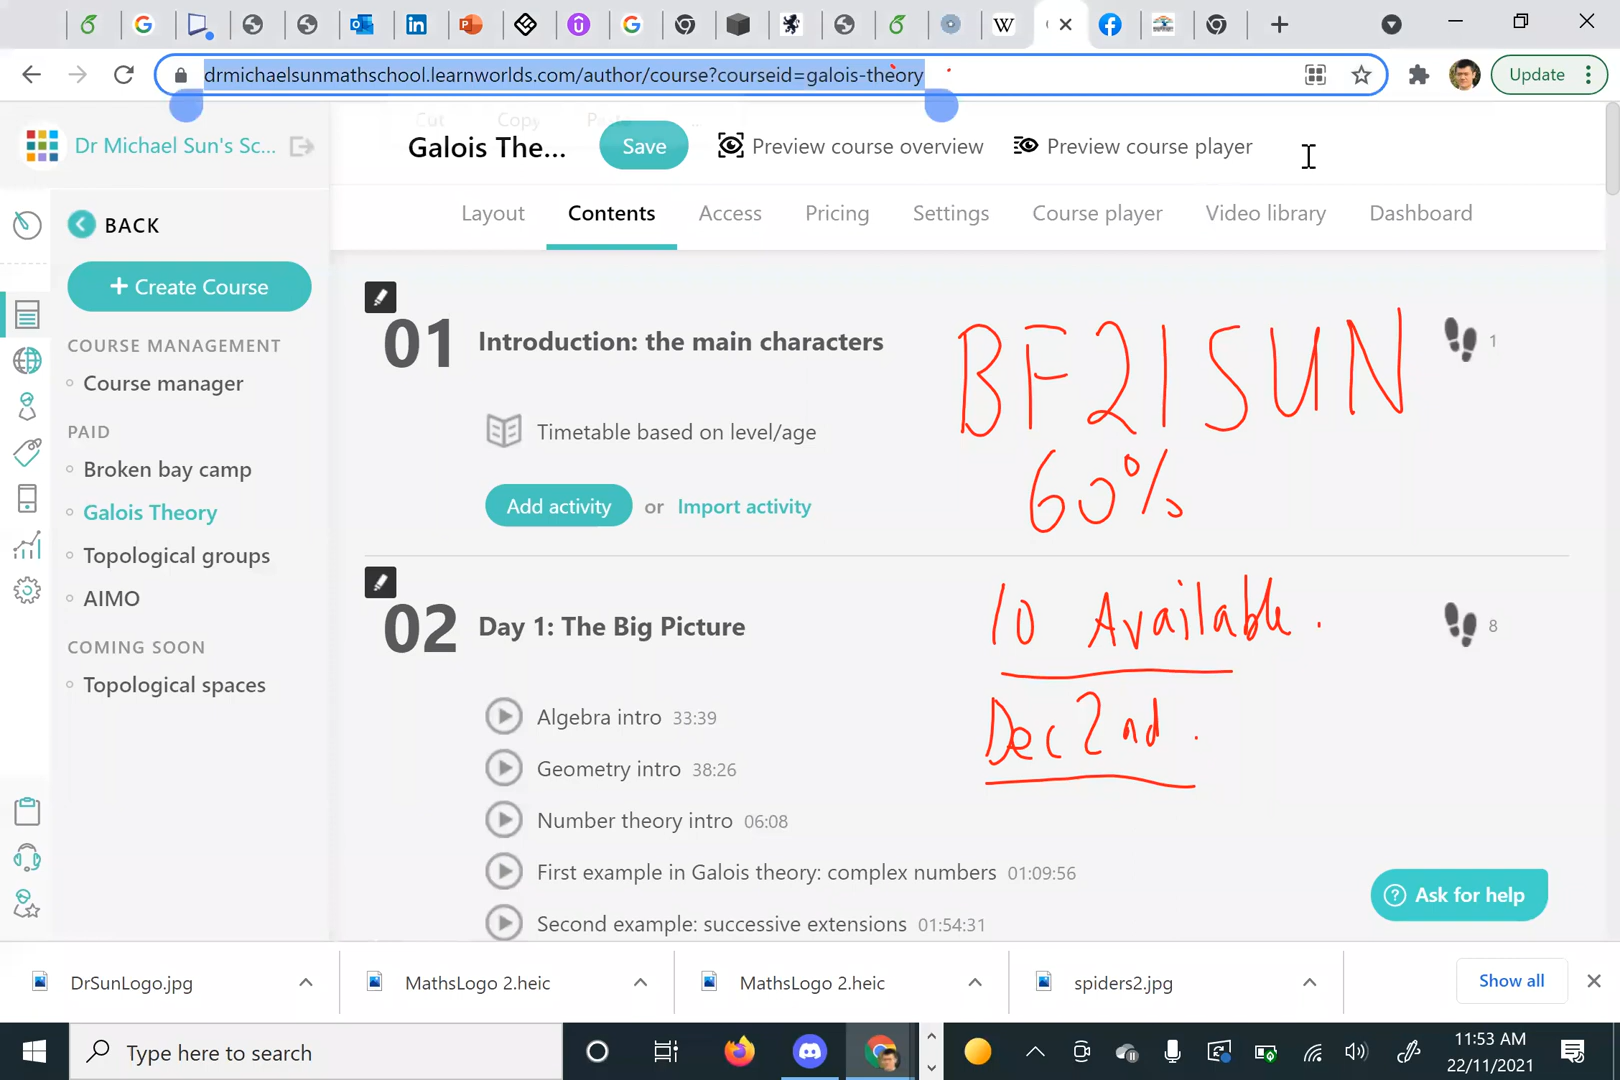 drmichaelsunmathschool.learnworlds.com/author/course?courseid=galois-theory
Update
Cut Copy
Dr Michael Sun's Sc...
Galois The...
Save
Preview course overview
Preview course player
BACK
Layout
Contents
Access
Pricing
Settings
Course player
Video library
Dashboard
+ Create Course
COURSE MANAGEMENT
Course manager
PAID
Broken bay camp
Galois Theory
Topological groups
AIMO
COMING SOON
Topological spaces
01 Introduction: the main characters
1
Timetable based on level/age
Add activity or Import activity
BF21SUN
60%
02 Day 1: The Big Picture
8
10 Available.
Dec 2nd.
Algebra intro 33:39
Geometry intro 38:26
Number theory intro 06:08
First example in Galois theory: complex numbers 01:09:56
Second example: successive extensions 01:54:31
Ask for help
DrSunLogo.jpg
MathsLogo 2.heic
MathsLogo 2.heic
spiders2.jpg
Show all
Type here to search
11:53 AM
22/11/2021